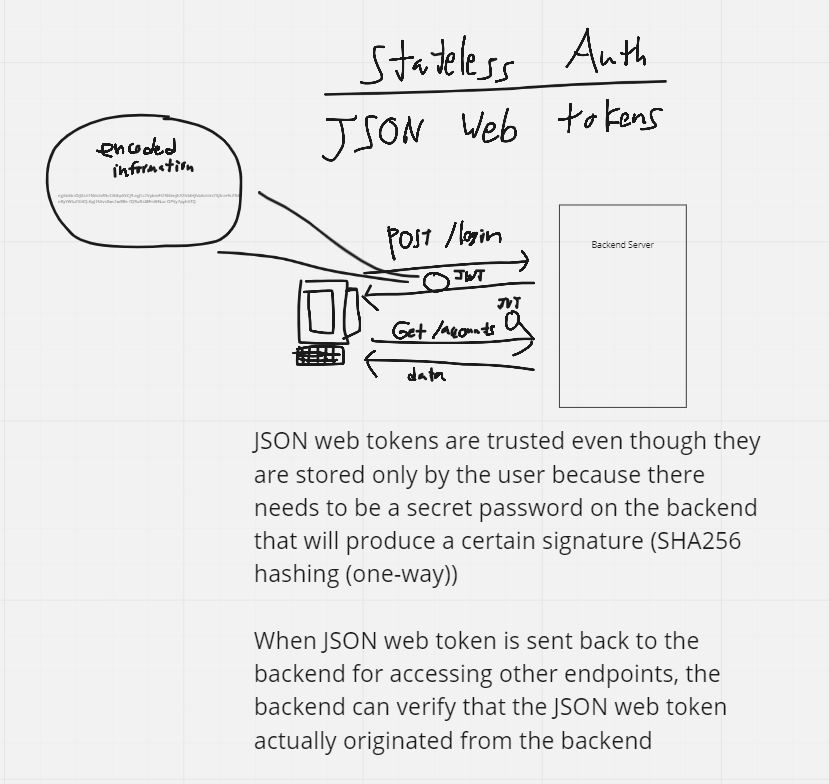 Stateless Auth
JSON Web tokens
encoded
information
POST /login
JWT
Backend Server
JWT
Get /accounts
data
JSON web tokens are trusted even though they
are stored only by the user because there
needs to be a secret password on the backend
that will produce a certain signature (SHA256
hashing (one-way))
When JSON web token is sent back to the
backend for accessing other endpoints, the
backend can verify that the JSON web token
actually originated from the backend